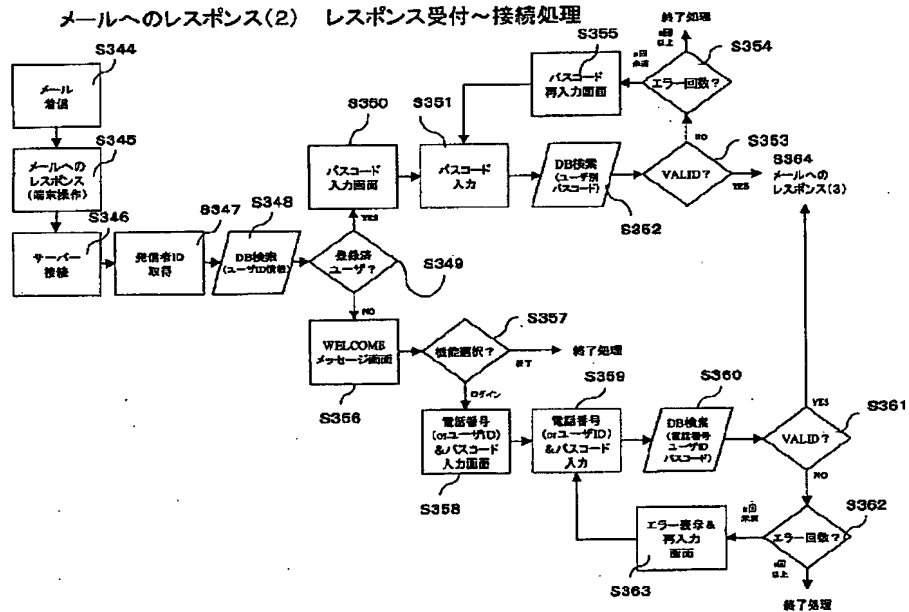 メールへのレスポンス(2) レスポンス受付〜接続処理
S344
メール
着信
S345
メールへの
レスポンス
(端末操作)
S346
サーバー
接続
S347
発信者ID
取得
S348
DB検索
(ユーザID情報)
S349
登録済
ユーザ?
YES
NO
S350
パスコード
入力画面
S351
パスコード
入力
S352
DB検索
(ユーザ別
パスコード)
S353
VALID?
NO
YES
S354
エラー回数?
終了処理
以上
S355
パスコード
再入力画面
S364
メールへの
レスポンス(3)
S356
WELCOME
メッセージ画面
S357
機能選択?
終了
終了処理
ログイン
S358
電話番号
(orユーザID)
&パスコード
入力画面
S359
電話番号
(orユーザID)
&パスコード
入力
S360
DB検索
(電話番号
ユーザID
パスコード)
S361
VALID?
YES
NO
S362
エラー回数?
以上
終了処理
S363
エラー表示&
再入力
画面